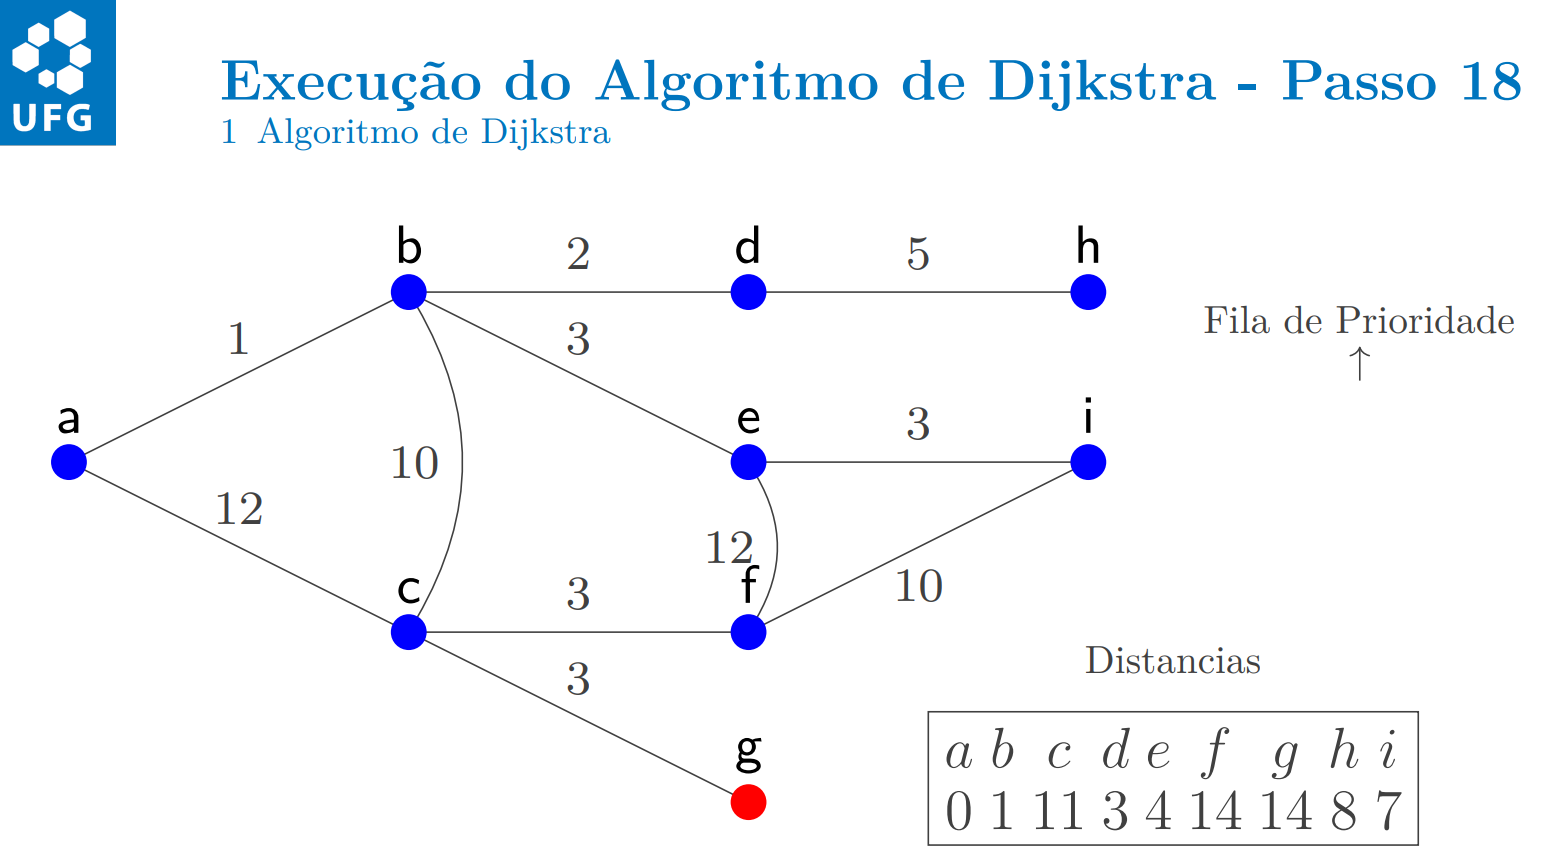 UFG
Execução do Algoritmo de Dijkstra - Passo 18
1 Algoritmo de Dijkstra
b 2 d 5 h
Fila de Prioridade
↑
1 3
a e 3 i
10
12
12
c 3 f 10
3
Distancias
g
a b c d e f g h i
0 1 11 3 4 14 14 8 7